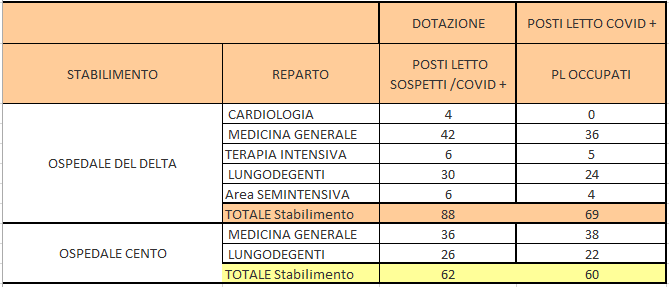 DOTAZIONE POSTI LETTO COVID +
STABILIMENTO REPARTO POSTI LETTO SOSPETTI /COVID + PL OCCUPATI
OSPEDALE DEL DELTA
CARDIOLOGIA 4 0
MEDICINA GENERALE 42 36
TERAPIA INTENSIVA 6 5
LUNGODEGENTI 30 24
Area SEMINTENSIVA 6 4
TOTALE Stabilimento 88 69
OSPEDALE CENTO
MEDICINA GENERALE 36 38
LUNGODEGENTI 26 22
TOTALE Stabilimento 62 60